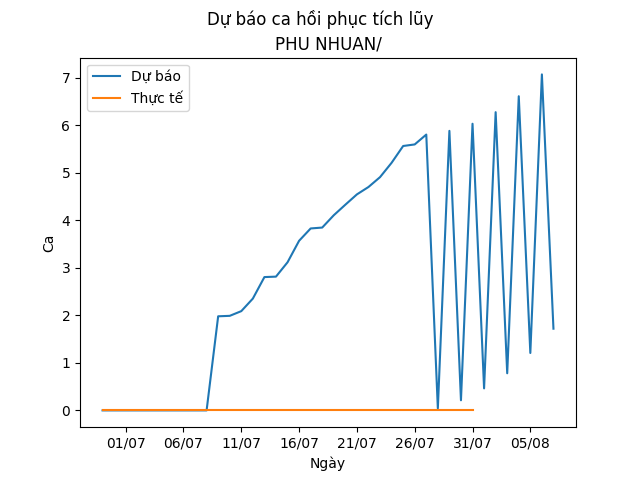 Dự báo ca hồi phục tích lũy
PHU NHUAN/
Dự báo
Thực tế
Ca
7
6
5
4
3
2
1
0
01/07 06/07 11/07 16/07 21/07 26/07 31/07 05/08
Ngày